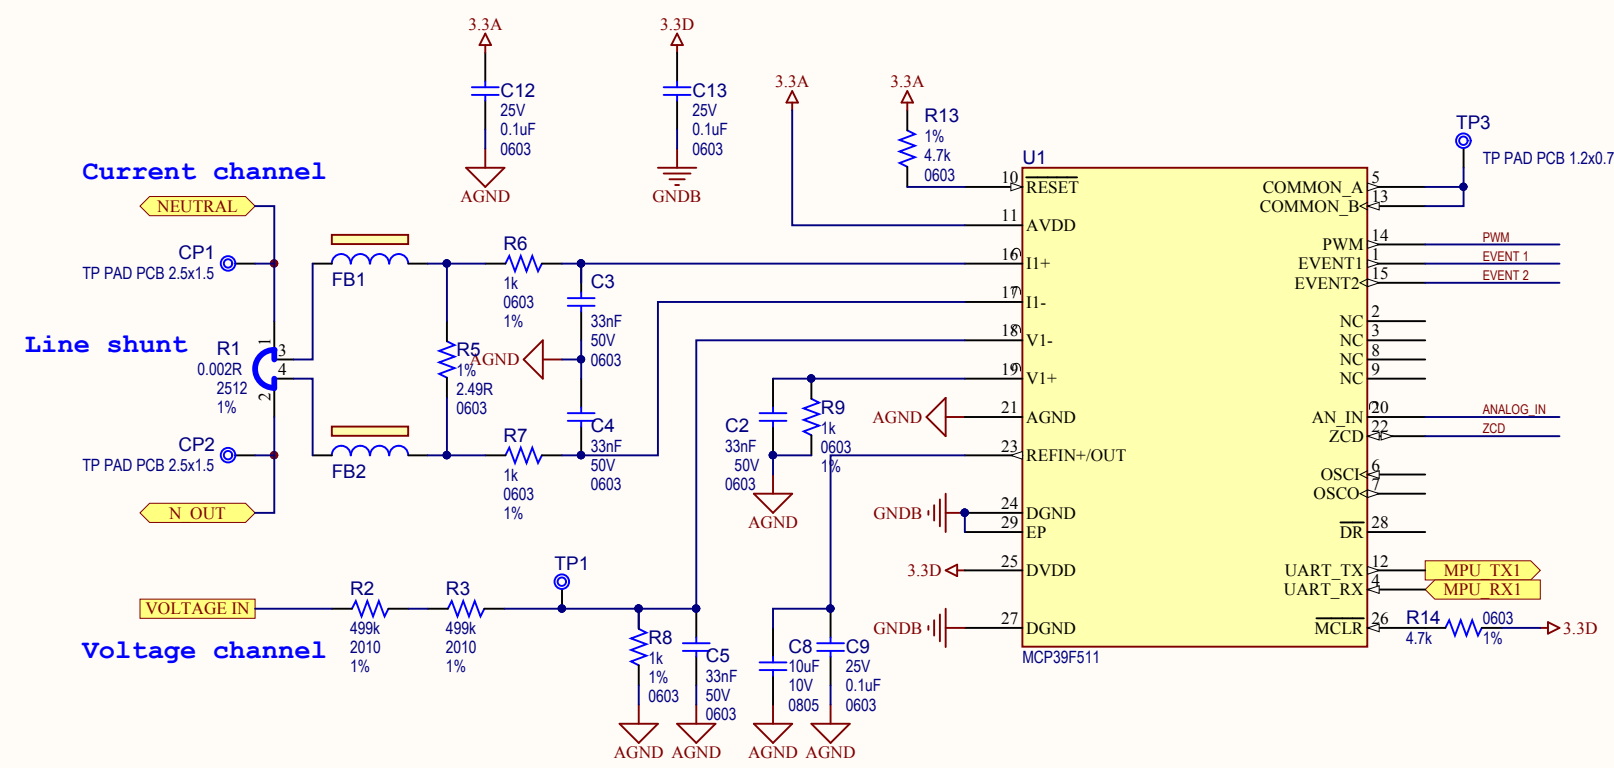 3.3A
3.3D
C12
25V
0.1uF
0603
AGND
C13
25V
0.1uF
0603
GNDB
3.3A
3.3A
R13
1%
4.7k
0603
TP3
TP PAD PCB 1.2x0.7
Current channel
NEUTRAL
CP1
TP PAD PCB 2.5x1.5
FB1
R6
1k
0603
1%
C3
33nF
50V
0603
Line shunt
R1
0.002R
2512
1%
1
3
4
2
R5
1%
2.49R
0603
AGND
CP2
TP PAD PCB 2.5x1.5
N_OUT
FB2
R7
1k
0603
1%
C4
33nF
50V
0603
C2
33nF
50V
0603
R9
1k
0603
1%
AGND
VOLTAGE IN
Voltage channel
R2
499k
2010
1%
R3
499k
2010
1%
TP1
R8
1k
1%
0603
AGND
C5
33nF
50V
0603
AGND
C8
10uF
10V
0805
AGND
C9
25V
0.1uF
0603
AGND
U1
10 RESET
11 AVDD
16 I1+
17 I1-
18 V1-
19 V1+
AGND 21 AGND
23 REFIN+/OUT
GNDB 24 DGND
29 EP
3.3D 25 DVDD
GNDB 27 DGND
MCP39F511
COMMON_A 5
COMMON_B 13
PWM 14 PWM
EVENT1 1 EVENT 1
EVENT2 15 EVENT 2
NC 2
NC 3
NC 8
NC 9
AN_IN 20 ANALOG_IN
ZCD 22 ZCD
OSCI 6
OSCO 7
DR 28
UART_TX 12 MPU_TX1
UART_RX 4 MPU_RX1
MCLR 26
R14
4.7k
0603
1%
3.3D